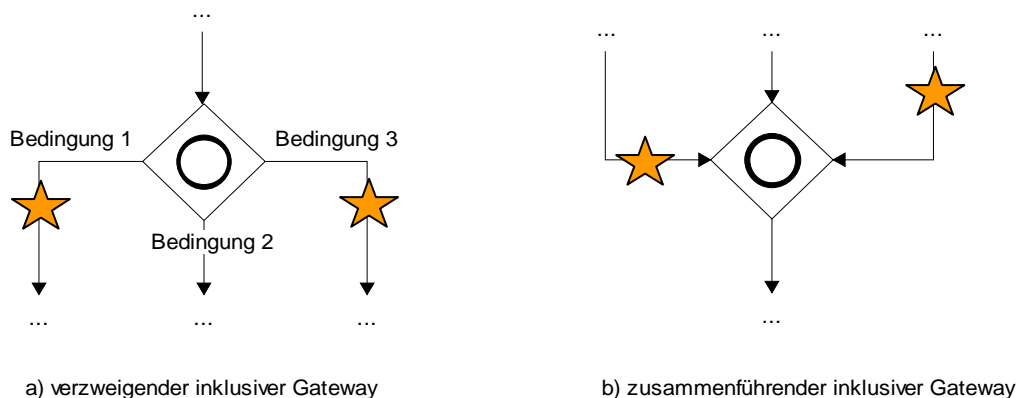 ...
... ... ...
Bedingung 1 Bedingung 3
Bedingung 2
... ... ...
...
a) verzweigender inklusiver Gateway b) zusammenführender inklusiver Gateway